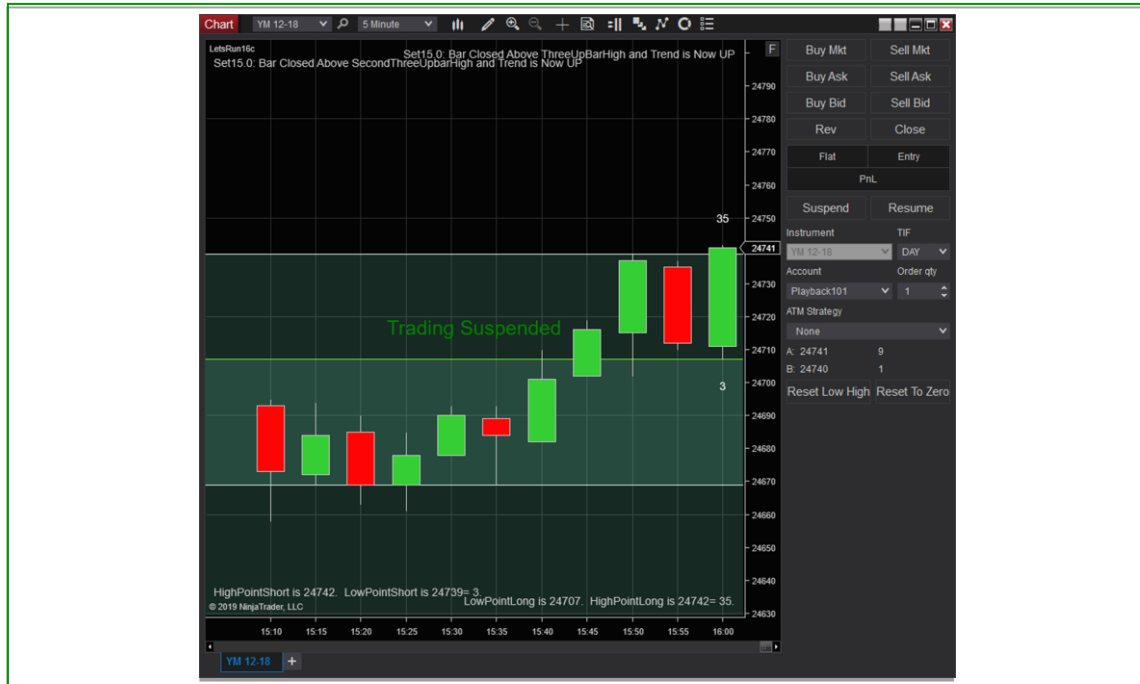 Chart YM 12-18 5 Minute
LetsRun16c
Set15.0: Bar Closed Above ThreeUpBarHigh and Trend is Now UP
Set15.0: Bar Closed Above SecondThreeUpbarHigh and Trend is Now UP
F
24790
24780
24770
24760
35
24750
24741
24730
24720
Trading Suspended
24710
24700
3
24690
24680
24670
24660
24650
24640
HighPointShort is 24742. LowPointShort is 24739= 3.
LowPointLong is 24707. HighPointLong is 24742= 35.
© 2019 NinjaTrader, LLC
24630
15:10 15:15 15:20 15:25 15:30 15:35 15:40 15:45 15:50 15:55 16:00
YM 12-18 +
Buy Mkt Sell Mkt
Buy Ask Sell Ask
Buy Bid Sell Bid
Rev Close
Flat Entry
PnL
Suspend Resume
Instrument TIF
YM 12-18 DAY
Account Order qty
Playback101 1
ATM Strategy
None
A: 24741 9
B: 24740 1
Reset Low High Reset To Zero